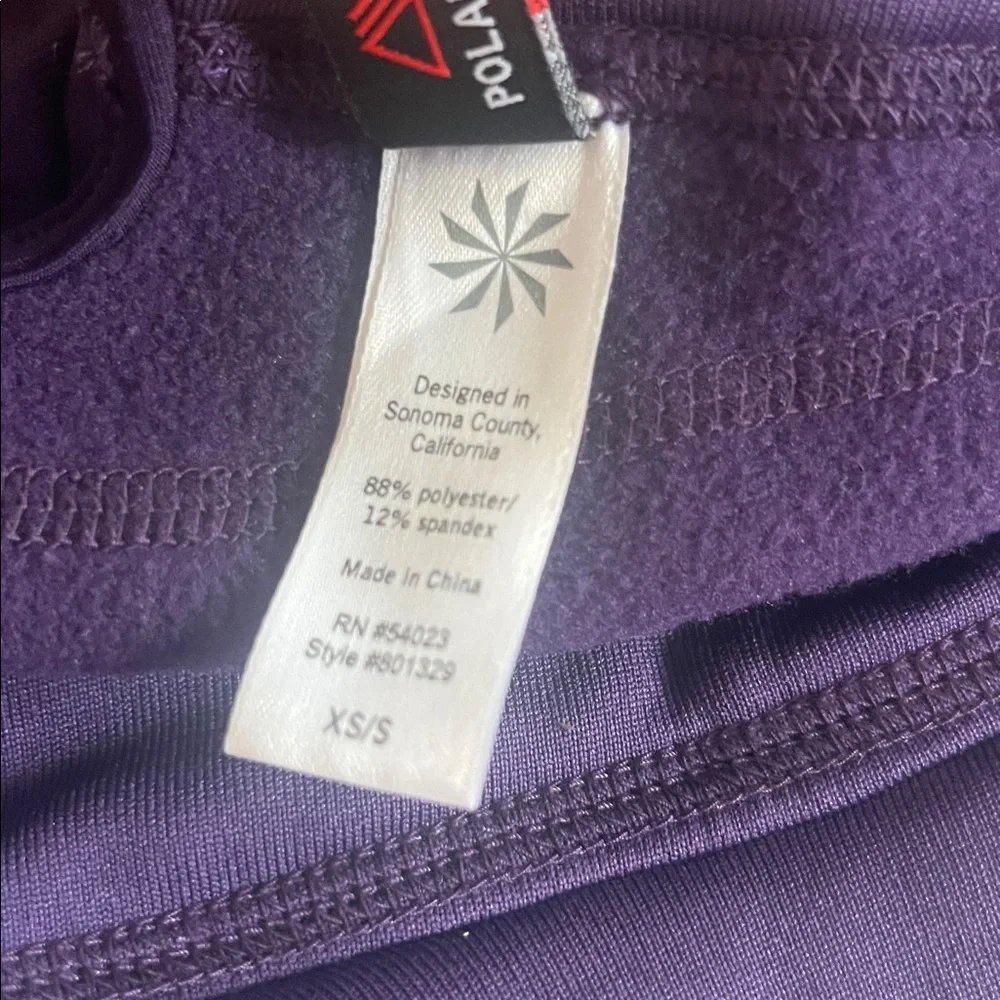 POLA
Designed in
Sonoma County,
California
88% polyester/
12% spandex
Made in China
RN #54023
Style #801329
XS/S